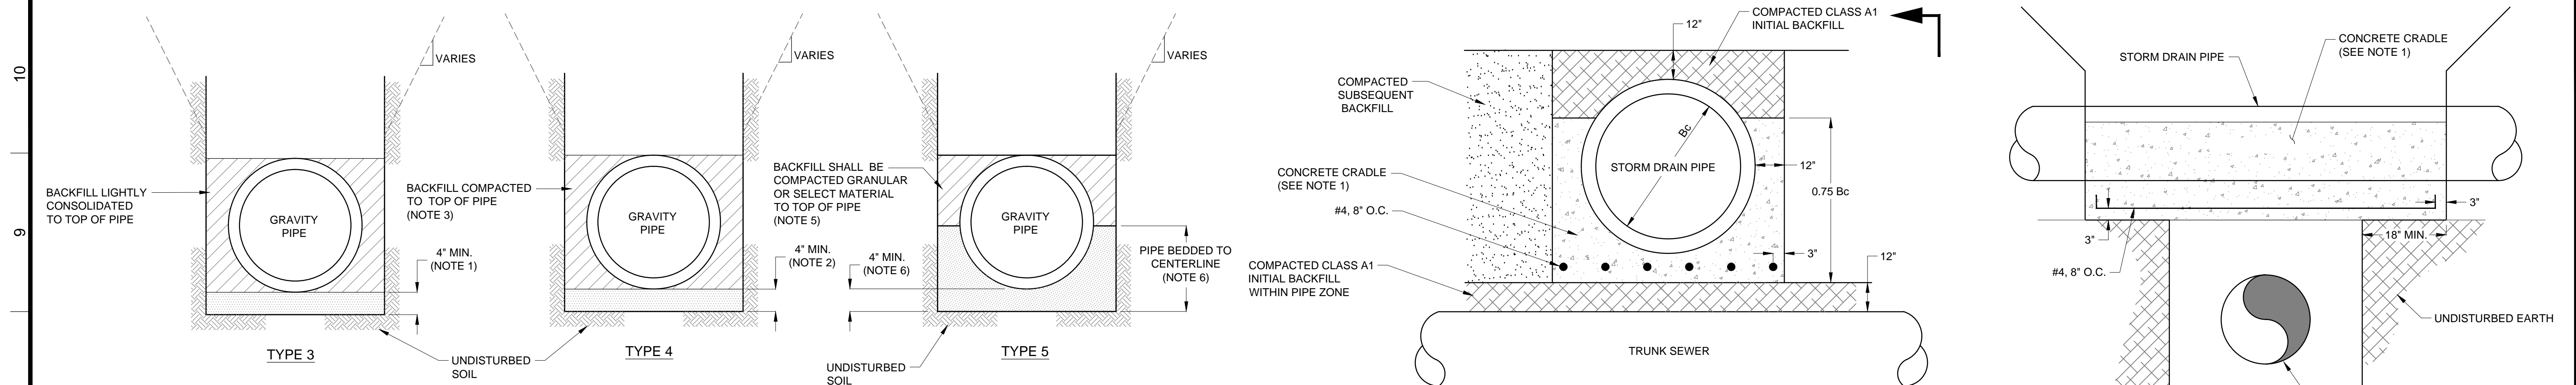 10
9
VARIES
BACKFILL LIGHTLY
CONSOLIDATED
TO TOP OF PIPE
GRAVITY
PIPE
4" MIN.
(NOTE 1)
TYPE 3
UNDISTURBED
SOIL
VARIES
BACKFILL COMPACTED
TO TOP OF PIPE
(NOTE 3)
GRAVITY
PIPE
4" MIN.
(NOTE 2)
TYPE 4
VARIES
BACKFILL SHALL BE
COMPACTED GRANULAR
OR SELECT MATERIAL
TO TOP OF PIPE
(NOTE 5)
GRAVITY
PIPE
4" MIN.
(NOTE 6)
PIPE BEDDED TO
CENTERLINE
(NOTE 6)
TYPE 5
UNDISTURBED
SOIL
12"
COMPACTED CLASS A1
INITIAL BACKFILL
COMPACTED
SUBSEQUENT
BACKFILL
Bc
STORM DRAIN PIPE
12"
CONCRETE CRADLE
(SEE NOTE 1)
0.75 Bc
#4, 8" O.C.
3"
12"
COMPACTED CLASS A1
INITIAL BACKFILL
WITHIN PIPE ZONE
TRUNK SEWER
STORM DRAIN PIPE
CONCRETE CRADLE
(SEE NOTE 1)
3"
3"
18" MIN.
#4, 8" O.C.
UNDISTURBED EARTH